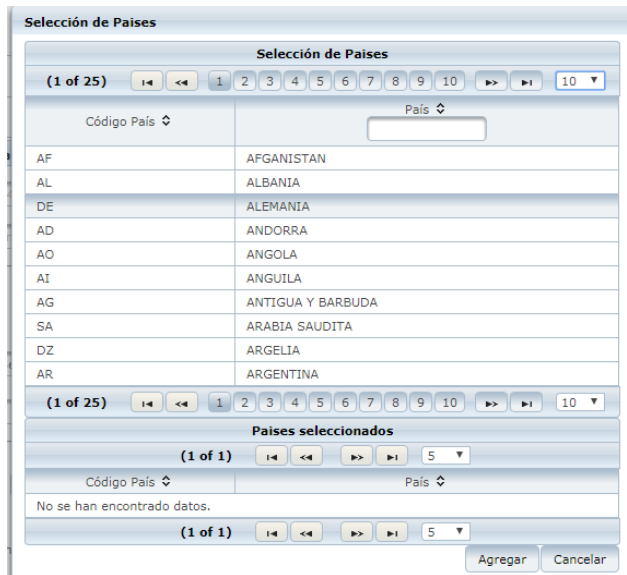 Selección de Paises
Selección de Paises
(1 of 25) 1 2 3 4 5 6 7 8 9 10 10
Código País País
AF AFGANISTAN
AL ALBANIA
DE ALEMANIA
AD ANDORRA
AO ANGOLA
AI ANGUILA
AG ANTIGUA Y BARBUDA
SA ARABIA SAUDITA
DZ ARGELIA
AR ARGENTINA
(1 of 25) 1 2 3 4 5 6 7 8 9 10 10
Paises seleccionados
(1 of 1) 5
Código País País
No se han encontrado datos.
(1 of 1) 5
Agregar Cancelar